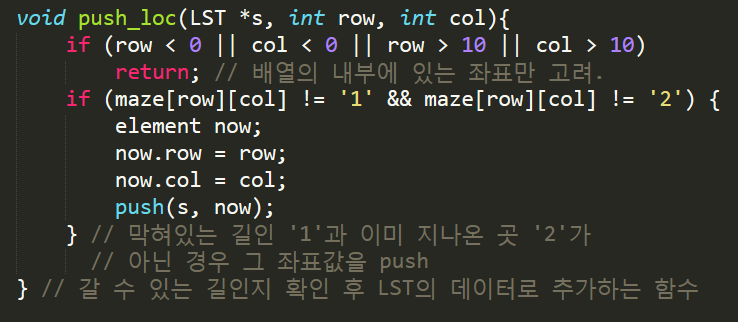 void push_loc(LST *s, int row, int col){
    if (row < 0 || col < 0 || row > 10 || col > 10)
        return; // 배열의 내부에 있는 좌표만 고려.
    if (maze[row][col] != '1' && maze[row][col] != '2') {
        element now;
        now.row = row;
        now.col = col;
        push(s, now);
    } // 막혀있는 길인 '1'과 이미 지나온 곳 '2'가
      // 아닌 경우 그 좌표값을 push
} // 갈 수 있는 길인지 확인 후 LST의 데이터로 추가하는 함수